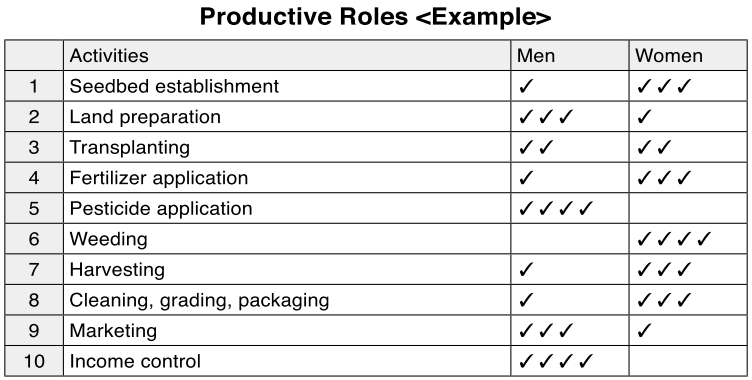 Productive Roles <Example>
Activities Men Women
1 Seedbed establishment ✓ ✓✓✓
2 Land preparation ✓✓✓ ✓
3 Transplanting ✓✓ ✓✓
4 Fertilizer application ✓ ✓✓✓
5 Pesticide application ✓✓✓✓
6 Weeding ✓✓✓✓
7 Harvesting ✓ ✓✓✓
8 Cleaning, grading, packaging ✓ ✓✓✓
9 Marketing ✓✓✓ ✓
10 Income control ✓✓✓✓